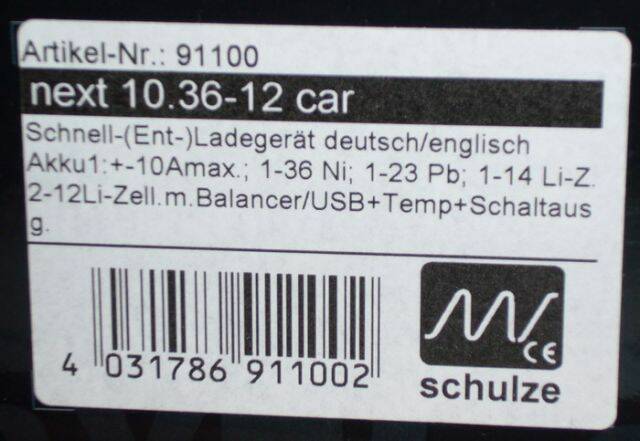 Artikel-Nr.: 91100
next 10.36-12 car
Schnell-(Ent-)Ladegerät deutsch/englisch
Akku1:+-10Amax.; 1-36 Ni; 1-23 Pb; 1-14 Li-Z.
2-12Li-Zell.m.Balancer/USB+Temp+Schaltaus
g.
4 031786 911002
CE
schulze